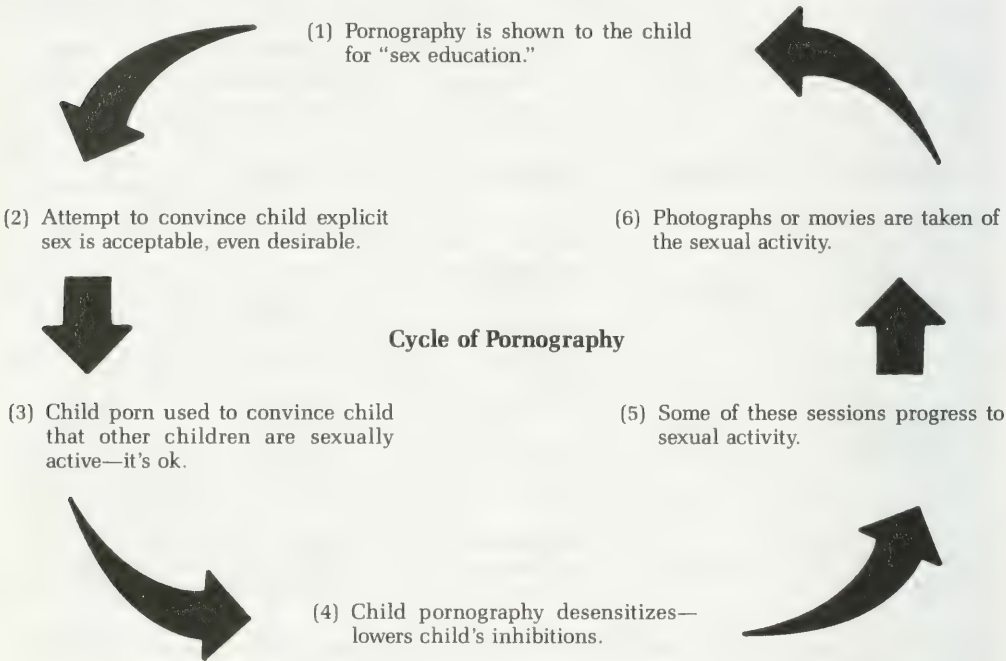 (1) Pornography is shown to the child
for “sex education.”
(2) Attempt to convince child explicit
sex is acceptable, even desirable.
(6) Photographs or movies are taken of
the sexual activity.
Cycle of Pornography
(3) Child porn used to convince child
that other children are sexually
active—it's ok.
(5) Some of these sessions progress to
sexual activity.
(4) Child pornography desensitizes—
lowers child's inhibitions.